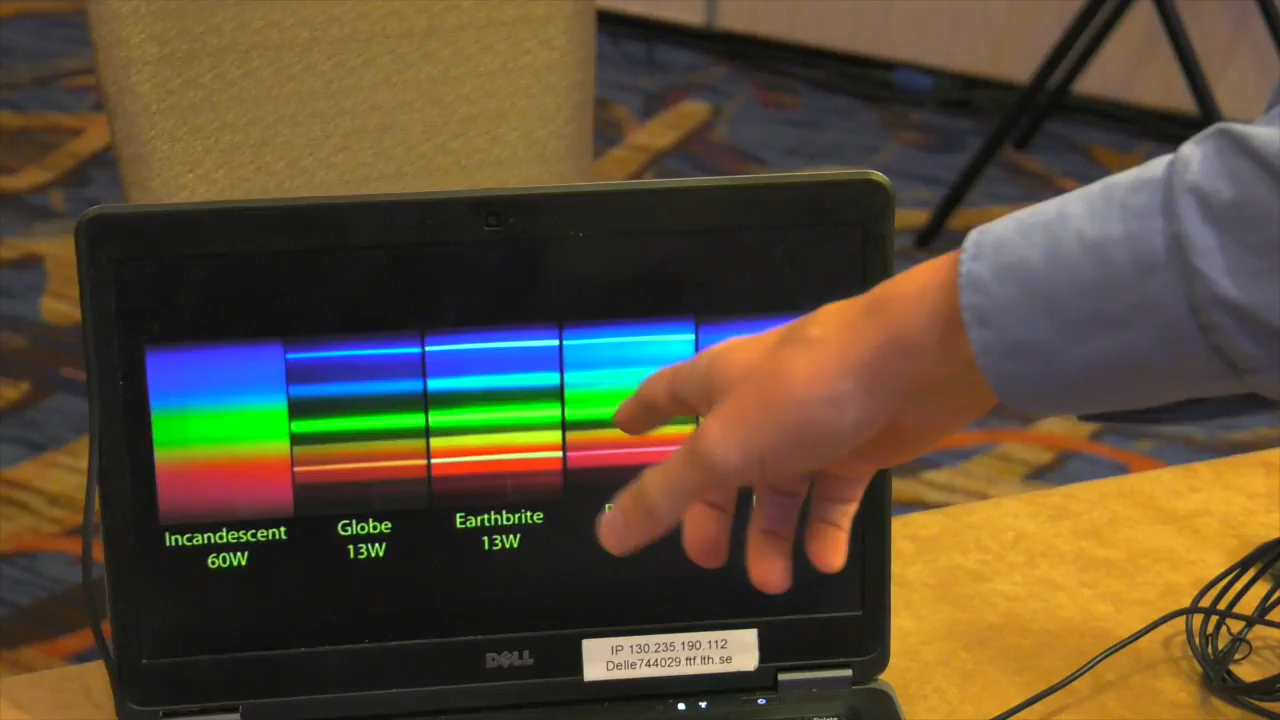 Incandescent
60W
Globe
13W
Earthbrite
13W
DELL
IP 130.235.190.112
Delle744029.ftf.lth.se